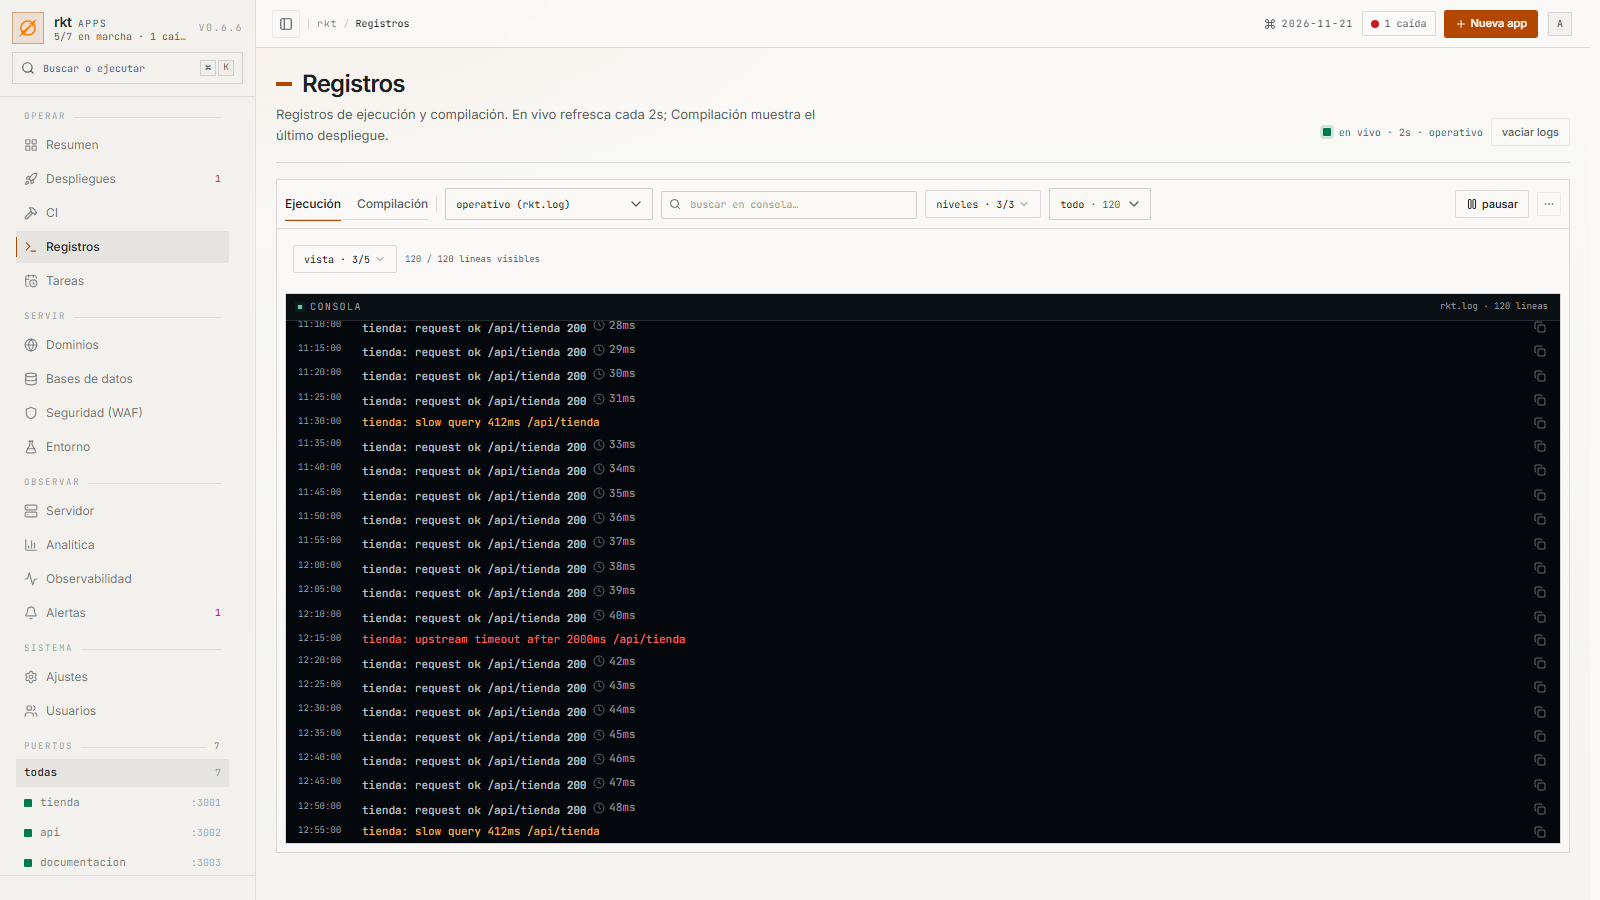 rkt APPS
5/7 en marcha · 1 caí…
V0.6.6
Buscar o ejecutar
⌘ K
OPERAR
Resumen
Despliegues 1
CI
Registros
Tareas
SERVIR
Dominios
Bases de datos
Seguridad (WAF)
Entorno
OBSERVAR
Servidor
Analítica
Observabilidad
Alertas 1
SISTEMA
Ajustes
Usuarios
PUERTOS 7
todas 7
tienda :3001
api :3002
documentacion :3003
rkt / Registros
⌘ 2026-11-21
1 caída
+ Nueva app
A
Registros
Registros de ejecución y compilación. En vivo refresca cada 2s; Compilación muestra el
último despliegue.
en vivo · 2s · operativo
vaciar logs
Ejecución
Compilación
operativo (rkt.log)
buscar en consola…
niveles · 3/3
todo · 120
pausar
...
vista · 3/5
120 / 120 líneas visibles
CONSOLA
rkt.log · 120 líneas
11:10:00 tienda: request ok /api/tienda 200 28ms
11:15:00 tienda: request ok /api/tienda 200 29ms
11:20:00 tienda: request ok /api/tienda 200 30ms
11:25:00 tienda: request ok /api/tienda 200 31ms
11:30:00 tienda: slow query 412ms /api/tienda
11:35:00 tienda: request ok /api/tienda 200 33ms
11:40:00 tienda: request ok /api/tienda 200 34ms
11:45:00 tienda: request ok /api/tienda 200 35ms
11:50:00 tienda: request ok /api/tienda 200 36ms
11:55:00 tienda: request ok /api/tienda 200 37ms
12:00:00 tienda: request ok /api/tienda 200 38ms
12:05:00 tienda: request ok /api/tienda 200 39ms
12:10:00 tienda: request ok /api/tienda 200 40ms
12:15:00 tienda: upstream timeout after 2000ms /api/tienda
12:20:00 tienda: request ok /api/tienda 200 42ms
12:25:00 tienda: request ok /api/tienda 200 43ms
12:30:00 tienda: request ok /api/tienda 200 44ms
12:35:00 tienda: request ok /api/tienda 200 45ms
12:40:00 tienda: request ok /api/tienda 200 46ms
12:45:00 tienda: request ok /api/tienda 200 47ms
12:50:00 tienda: request ok /api/tienda 200 48ms
12:55:00 tienda: slow query 412ms /api/tienda